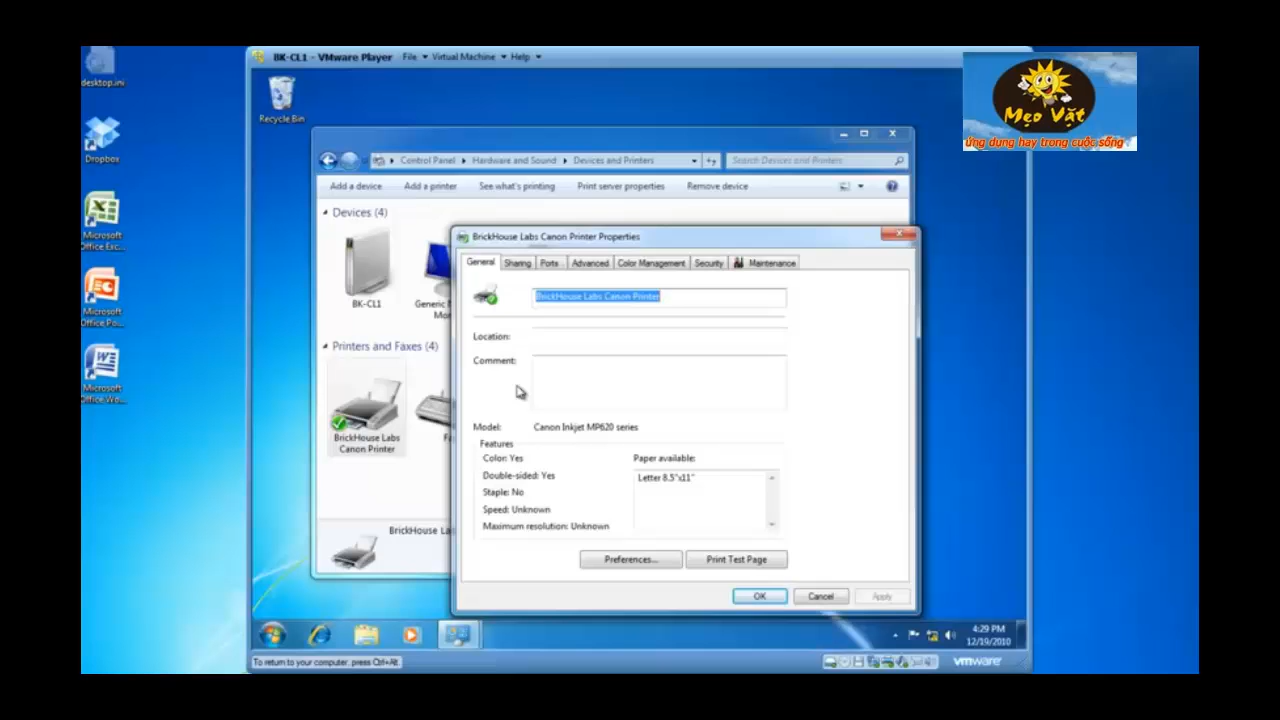 desktop.ini
Dropbox
Microsoft
Office Exc...
Microsoft
Office Po...
Microsoft
Office Wo...
BK-CL1 - VMware Player File Virtual Machine Help
Recycle Bin
Mẹo Vặt
ứng dụng hay trong cuộc sống
Control Panel Hardware and Sound Devices and Printers
Search Devices and Printers
Add a device Add a printer See what's printing Print server properties Remove device
Devices (4)
BK-CL1
Generic
Mon
Printers and Faxes (4)
BrickHouse Labs
Canon Printer
Fa
BrickHouse La
BrickHouse Labs Canon Printer Properties
General Sharing Ports Advanced Color Management Security Maintenance
BrickHouse Labs Canon Printer
Location:
Comment:
Model: Canon Inkjet MP620 series
Features
Color: Yes
Double-sided: Yes
Staple: No
Speed: Unknown
Maximum resolution: Unknown
Paper available:
Letter 8.5"x11"
Preferences... Print Test Page
OK Cancel Apply
4:29 PM
12/19/2010
To return to your computer, press Ctrl+Alt.
vmware